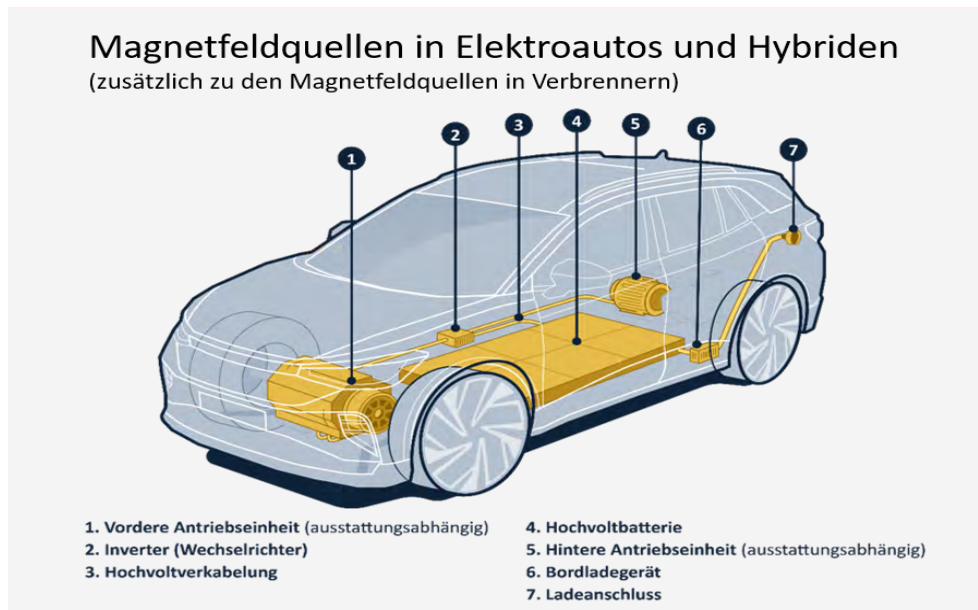 Magnetfeldquellen in Elektroautos und Hybriden
(zusätzlich zu den Magnetfeldquellen in Verbrennern)
1
2
3
4
5
6
7
1. Vordere Antriebseinheit (ausstattungsabhängig)
2. Inverter (Wechselrichter)
3. Hochvoltverkabelung
4. Hochvoltbatterie
5. Hintere Antriebseinheit (ausstattungsabhängig)
6. Bordladegerät
7. Ladeanschluss